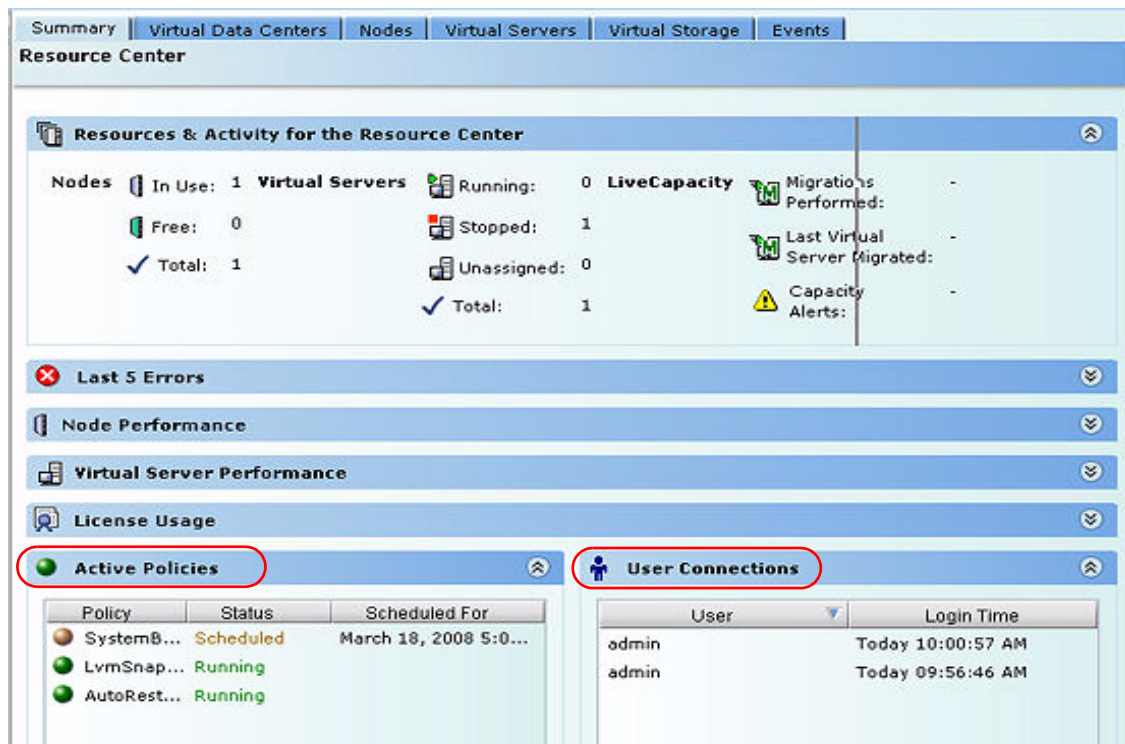 Summary Virtual Data Centers Nodes Virtual Servers Virtual Storage Events
Resource Center
Resources & Activity for the Resource Center
Nodes In Use: 1 Virtual Servers Running: 0 LiveCapacity Migrations Performed: -
Free: 0 Stopped: 1 Last Virtual Server Migrated: -
Total: 1 Unassigned: 0 Capacity Alerts: -
Total: 1
Last 5 Errors
Node Performance
Virtual Server Performance
License Usage
Active Policies
Policy Status Scheduled For
SystemB... Scheduled March 18, 2008 5:0...
LvmSnap... Running
AutoRest... Running
User Connections
User Login Time
admin Today 10:00:57 AM
admin Today 09:56:46 AM